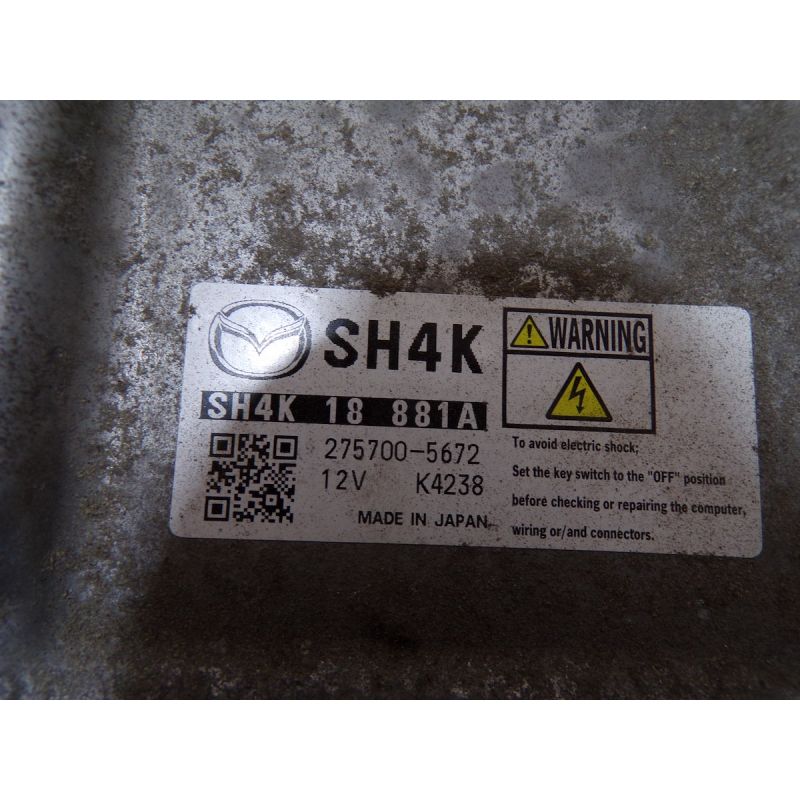 SH4K
SH4K 18 881A
275700-5672
12V K4238
MADE IN JAPAN
WARNING
To avoid electric shock;
Set the key switch to the "OFF" position
before checking or repairing the computer,
wiring or/and connectors.